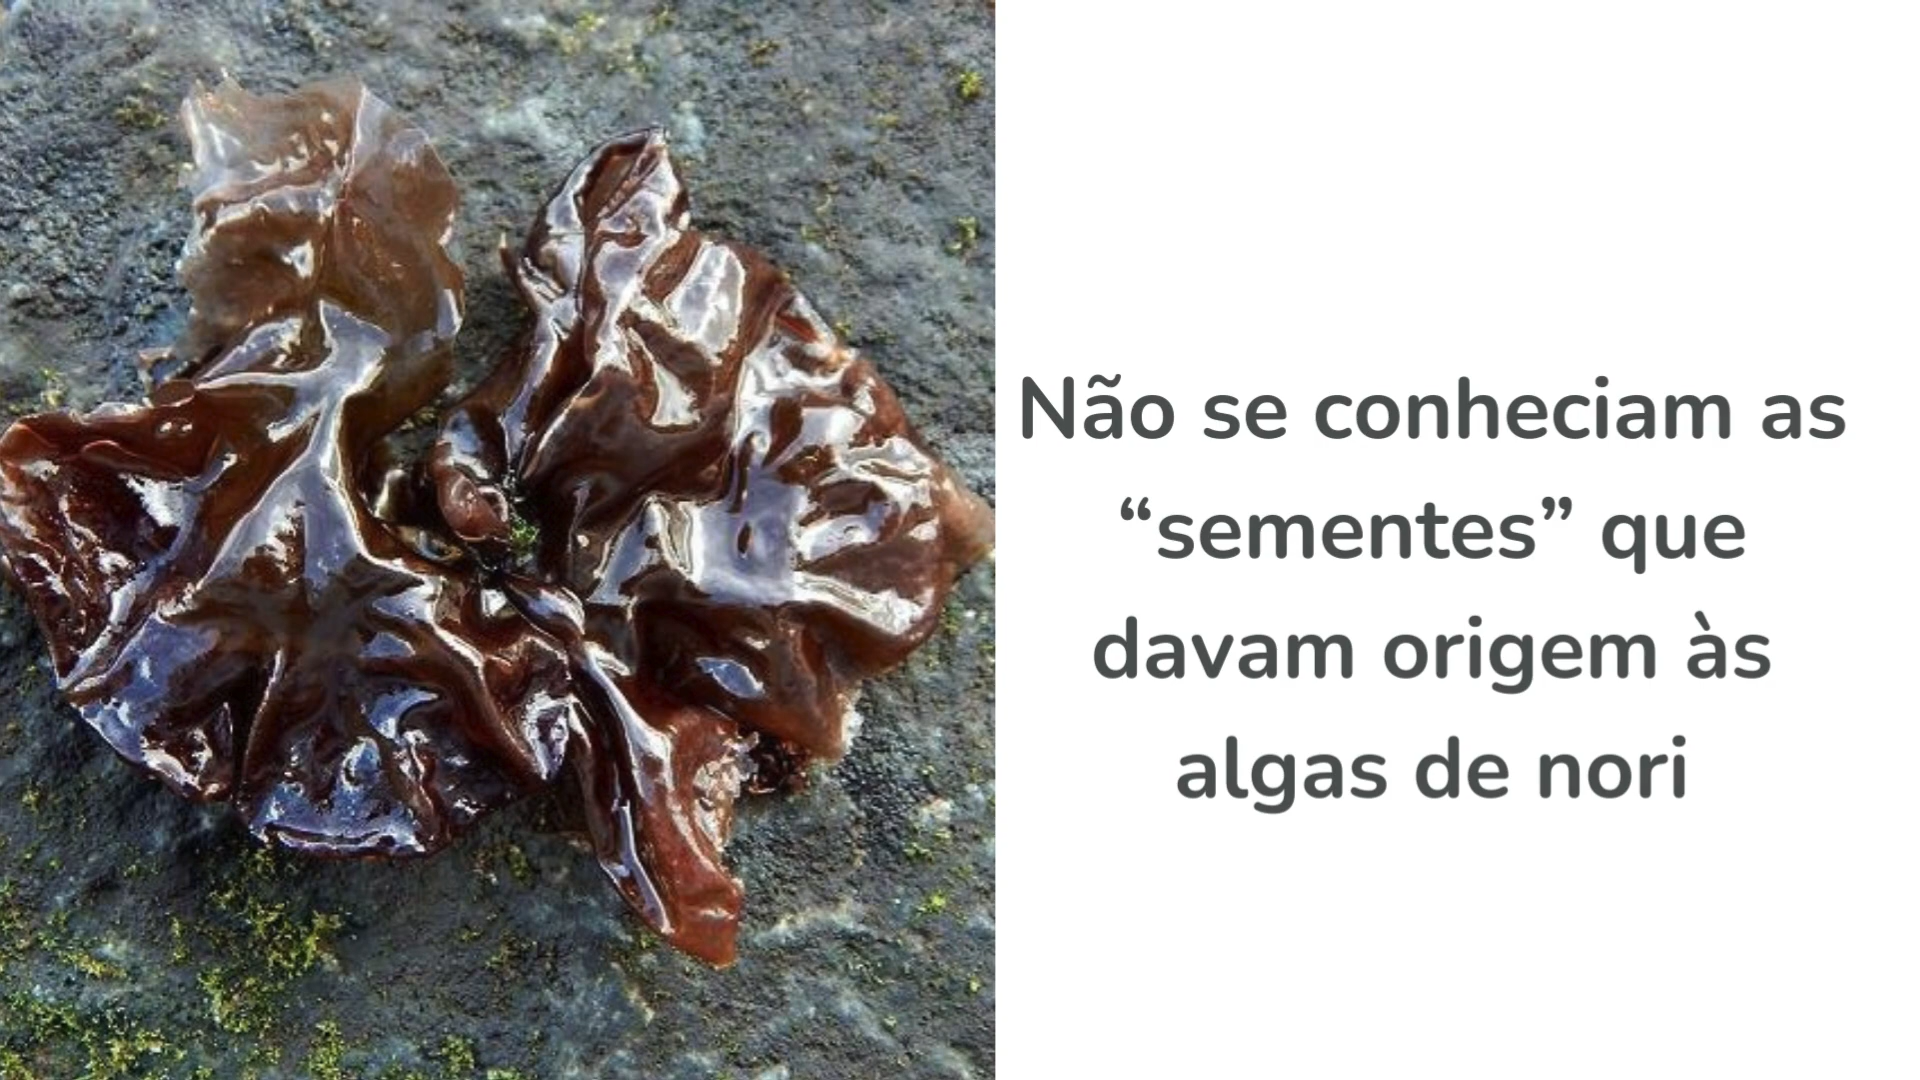 Não se conheciam as
“sementes” que
davam origem às
algas de nori